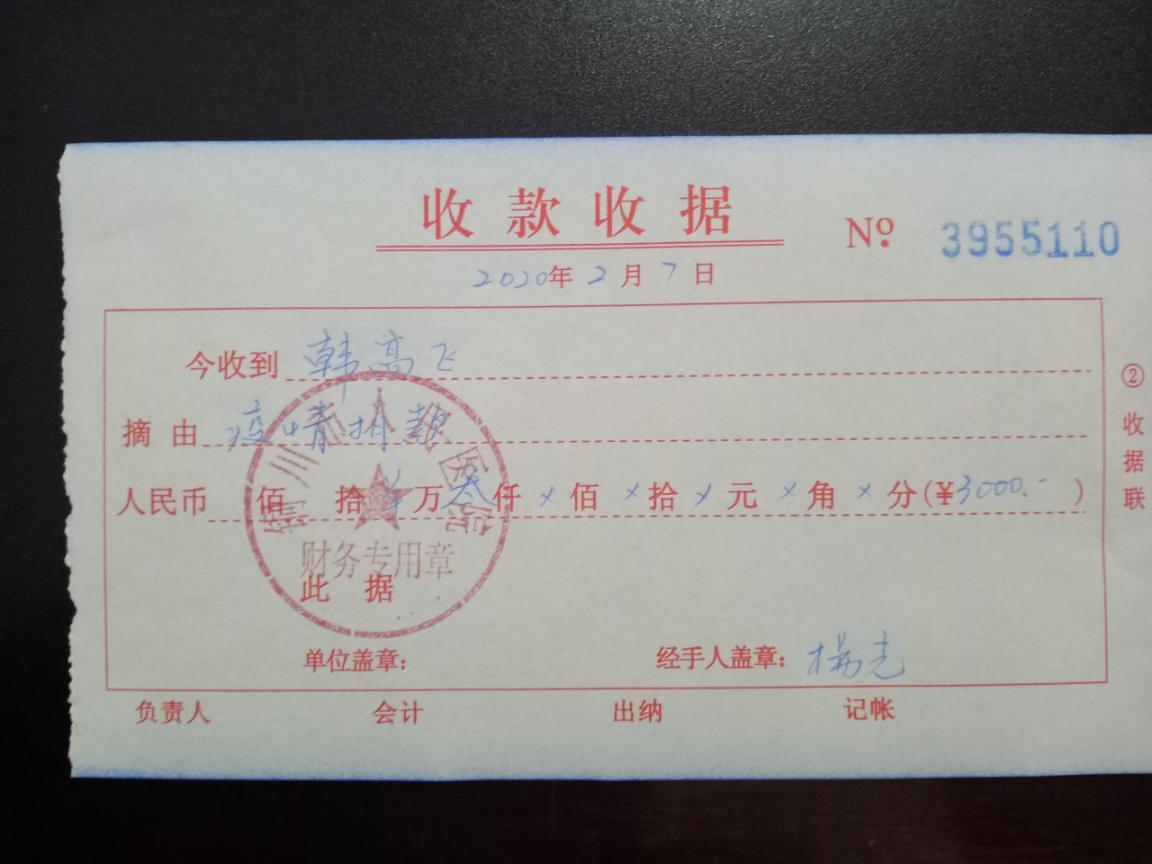 收款收据
No. 3955110
2020年2月7日
今收到 韩高飞
摘由 疫情捐款
人民币 佰 拾 万叁仟×佰×拾×元×角×分(¥3000.-)
此据
财务专用章
单位盖章:
经手人盖章: 杨
负责人 会计 出纳 记帐
② 收据联